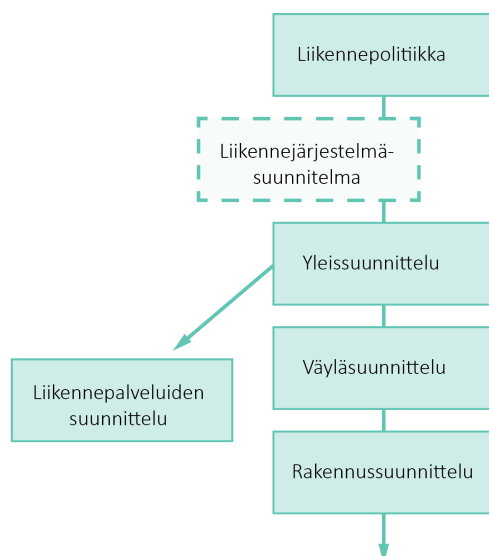 Liikennepolitiikka
Liikennejärjestelmä-
suunnitelma
Yleissuunnittelu
Väyläsuunnittelu
Liikennepalveluiden
suunnittelu
Rakennussuunnittelu